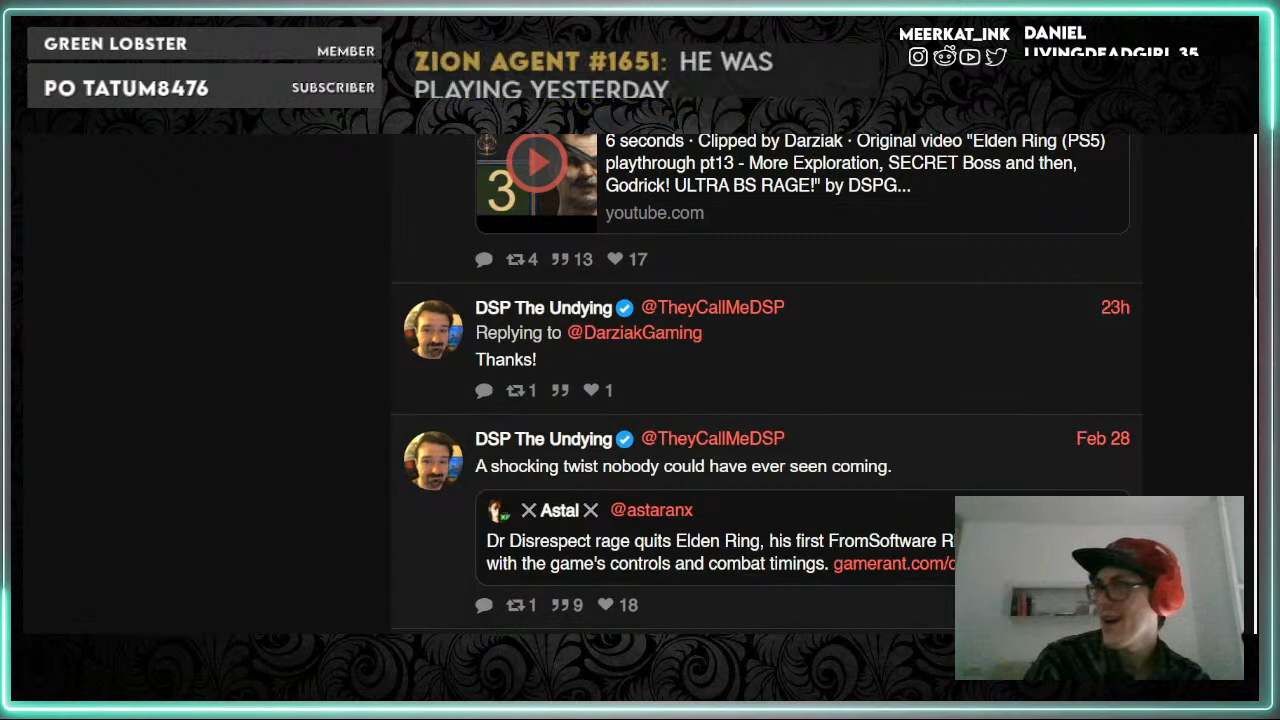 GREEN LOBSTER
MEMBER
PO TATUM8476
SUBSCRIBER
ZION AGENT #1651: HE WAS
PLAYING YESTERDAY
MEERKAT_INK
DANIEL
LIVINGDEADGIRL_35
6 seconds · Clipped by Darziak · Original video "Elden Ring (PS5)
playthrough pt13 - More Exploration, SECRET Boss and then,
Godrick! ULTRA BS RAGE!" by DSPG...
youtube.com
3
4 13 17
DSP The Undying @TheyCallMeDSP 23h
Replying to @DarziakGaming
Thanks!
1 1
DSP The Undying @TheyCallMeDSP Feb 28
A shocking twist nobody could have ever seen coming.
Astal @astaranx
Dr Disrespect rage quits Elden Ring, his first FromSoftware R
with the game's controls and combat timings. gamerant.com/c
1 9 18